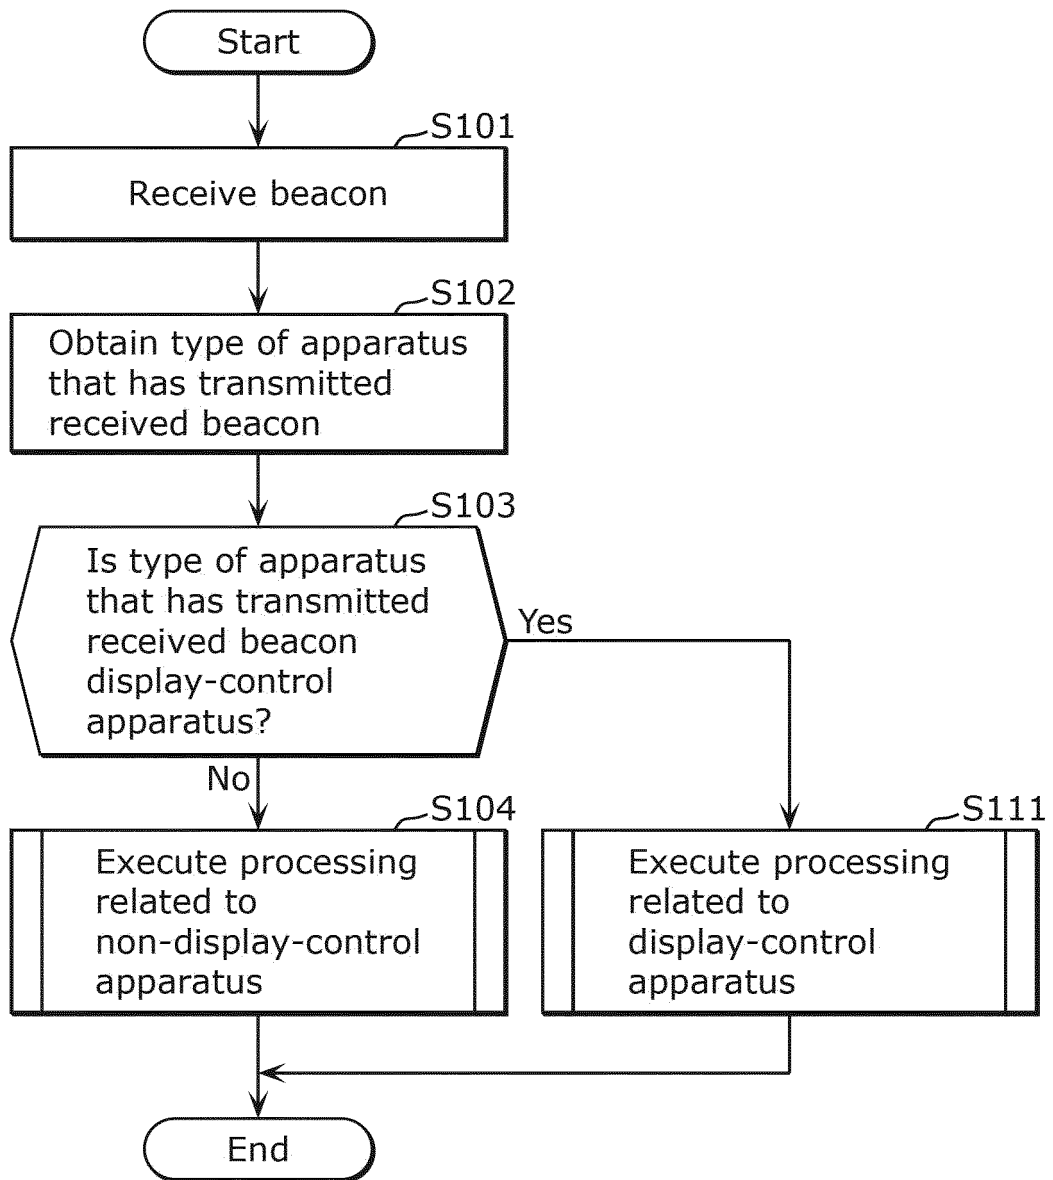 Start
S101
Receive beacon
S102
Obtain type of apparatus
that has transmitted
received beacon
S103
Is type of apparatus
that has transmitted
received beacon
display-control
apparatus?
Yes
No
S104
Execute processing
related to
non-display-control
apparatus
S111
Execute processing
related to
display-control
apparatus
End